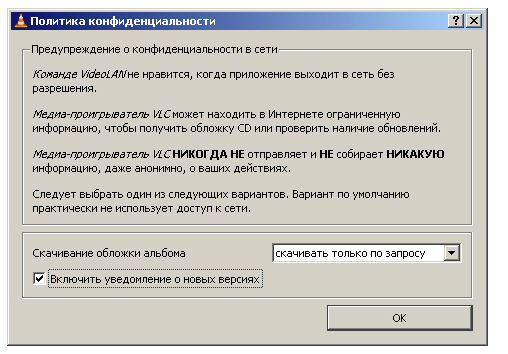 Политика конфиденциальности
Предупреждение о конфиденциальности в сети
Команде VideoLAN не нравится, когда приложение выходит в сеть без
разрешения.
Медиа-проигрыватель VLC может находить в Интернете ограниченную
информацию, чтобы получить обложку CD или проверить наличие обновлений.
Медиа-проигрыватель VLC НИКОГДА НЕ отправляет и НЕ собирает НИКАКУЮ
информацию, даже анонимно, о ваших действиях.
Следует выбрать один из следующих вариантов. Вариант по умолчанию
практически не использует доступ к сети.
Скачивание обложки альбома
скачивать только по запросу
Включить уведомление о новых версиях
OK